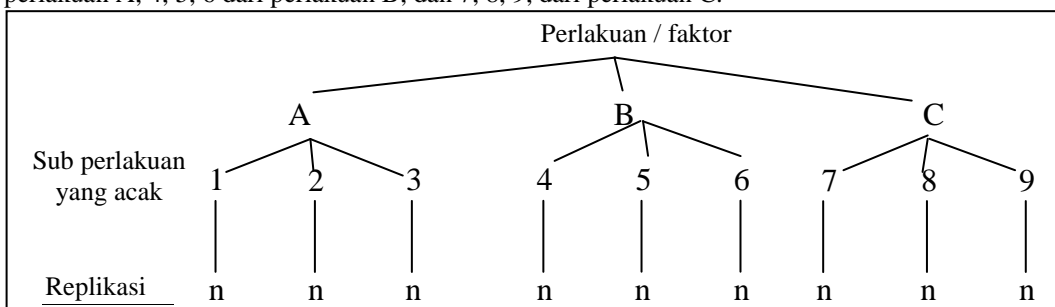 perlakuan A, 4, 5, 6 dari perlakuan B, dan 7, 8, 9, dari perlakuan C.
Perlakuan / faktor
A B C
Sub perlakuan
yang acak
1 2 3 4 5 6 7 8 9
Replikasi n n n n n n n n n